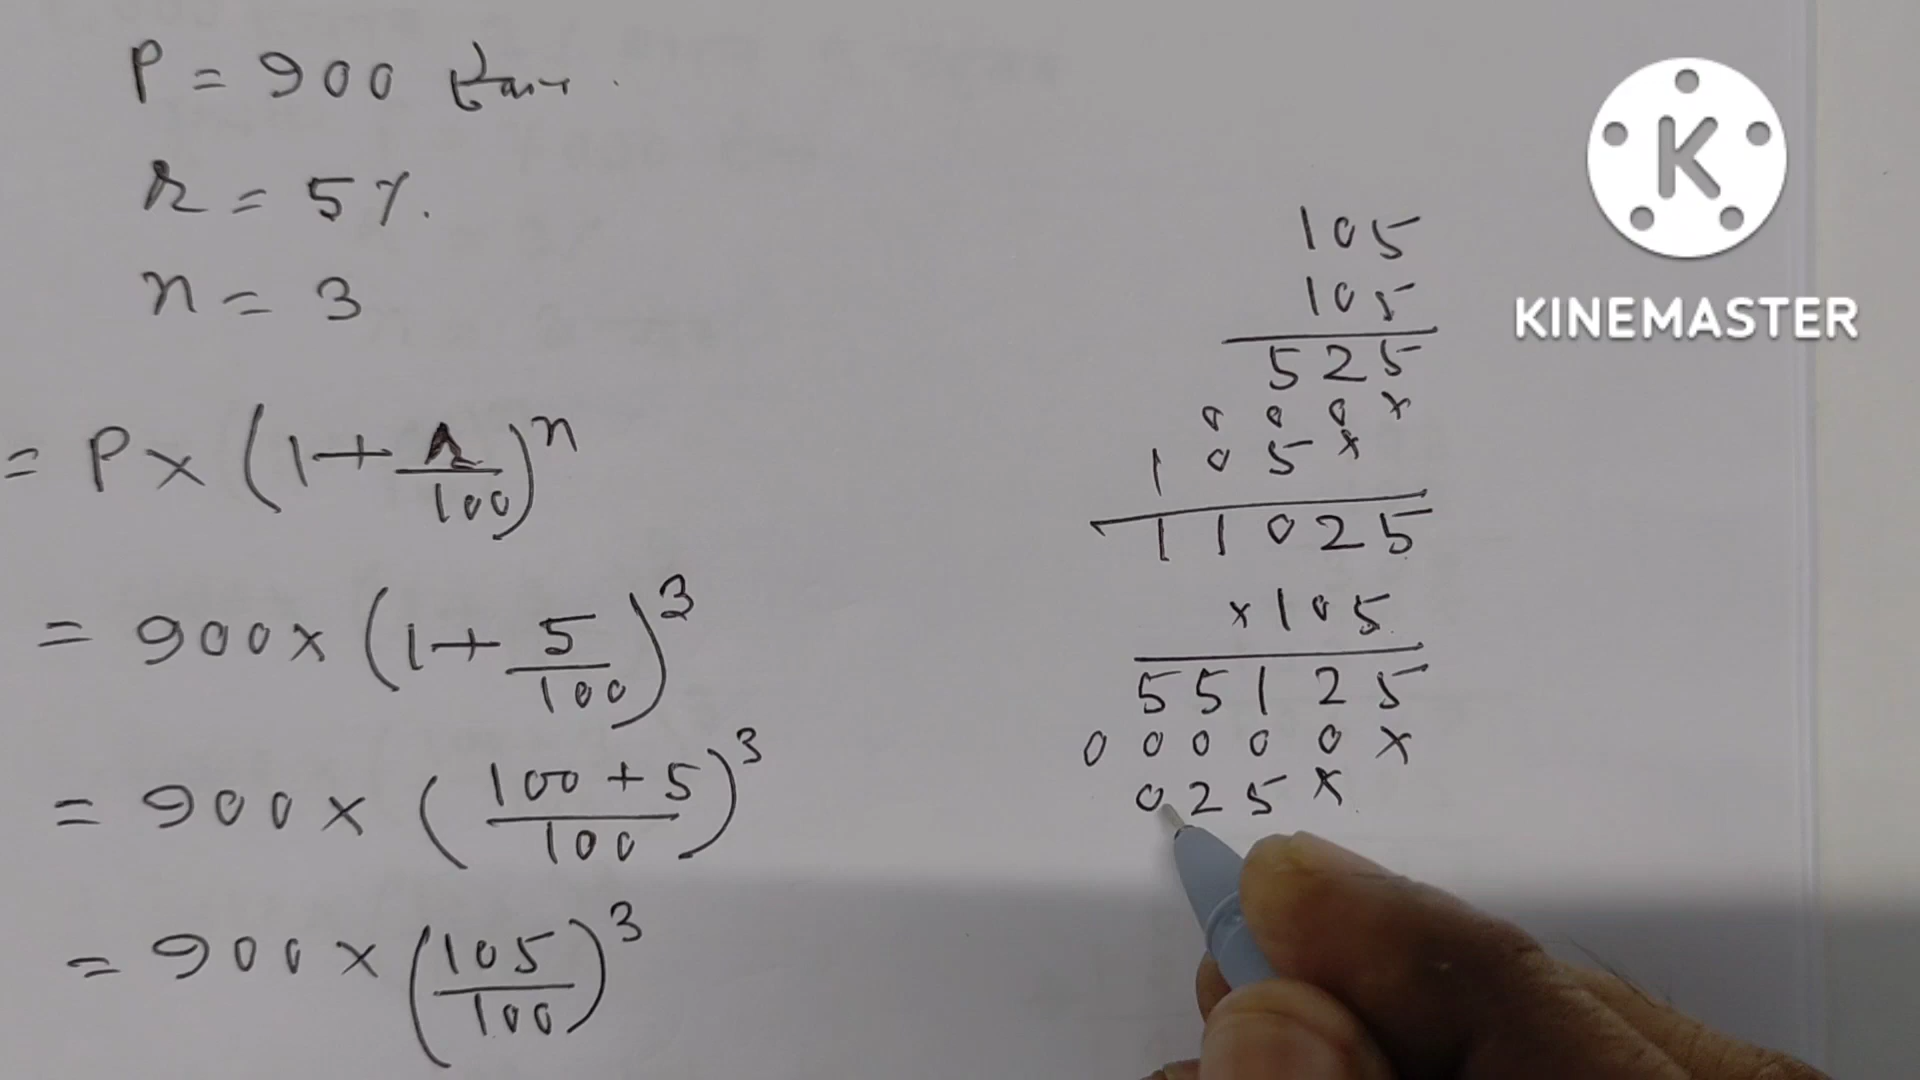 P = 900
r = 5%.
n = 3
= P × (1 + r/100)^n
= 900 × (1 + 5/100)^3
= 900 × (100 + 5/100)^3
= 900 × (105/100)^3
105
105
525
000×
105×
11025
×105
55125
00000×
025×
KINEMASTER